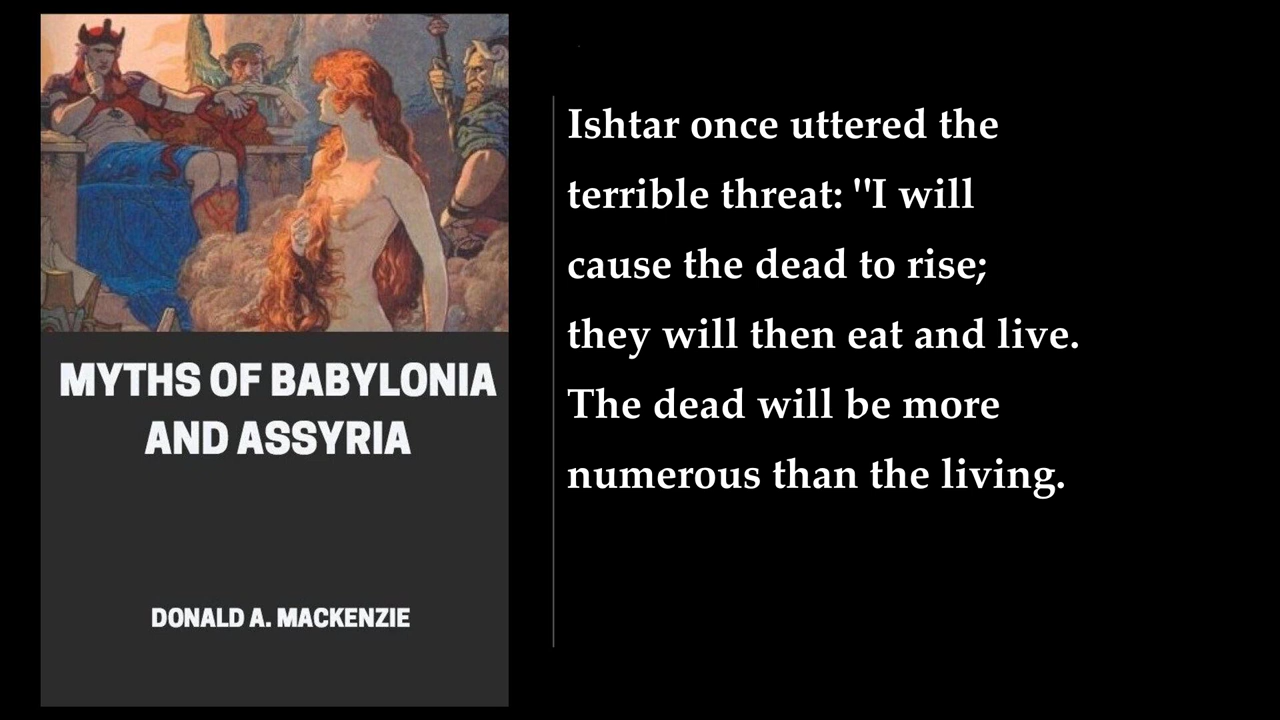 MYTHS OF BABYLONIA
AND ASSYRIA
DONALD A. MACKENZIE
Ishtar once uttered the
terrible threat: "I will
cause the dead to rise;
they will then eat and live.
The dead will be more
numerous than the living.